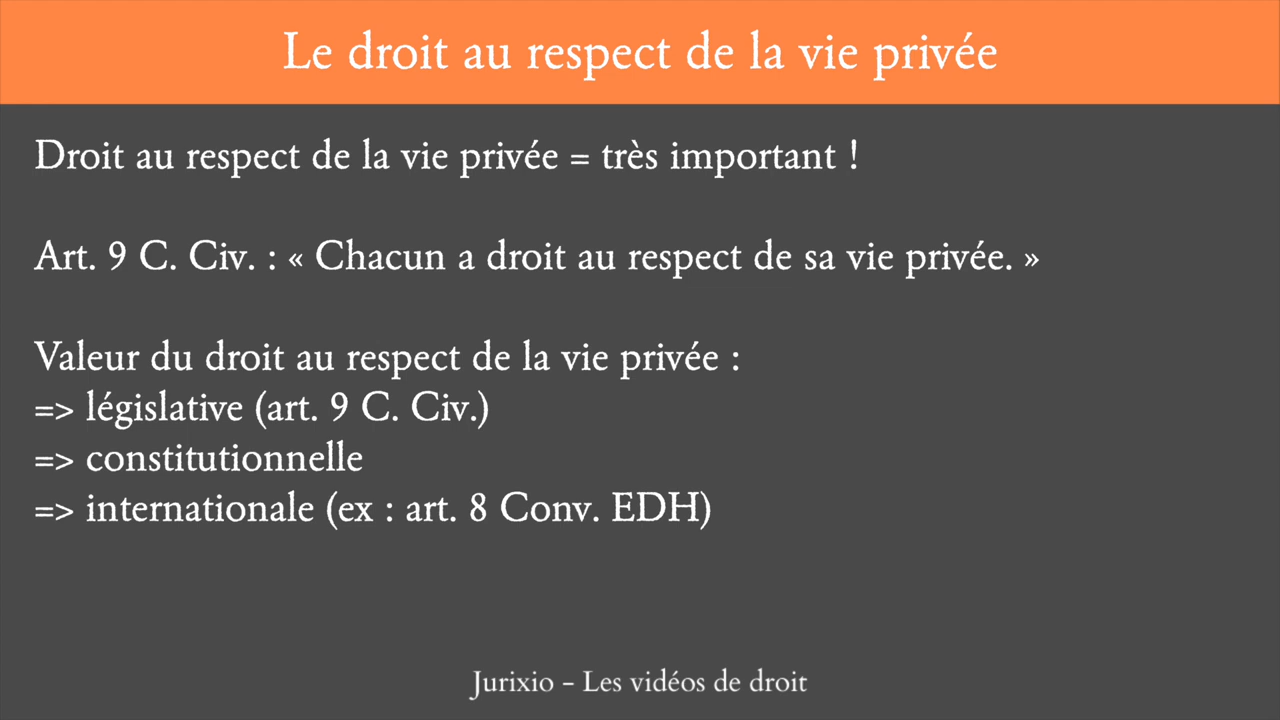 Le droit au respect de la vie privée
Droit au respect de la vie privée = très important !
Art. 9 C. Civ. : « Chacun a droit au respect de sa vie privée. »
Valeur du droit au respect de la vie privée :
=> législative (art. 9 C. Civ.)
=> constitutionnelle
=> internationale (ex : art. 8 Conv. EDH)
Jurixio - Les vidéos de droit